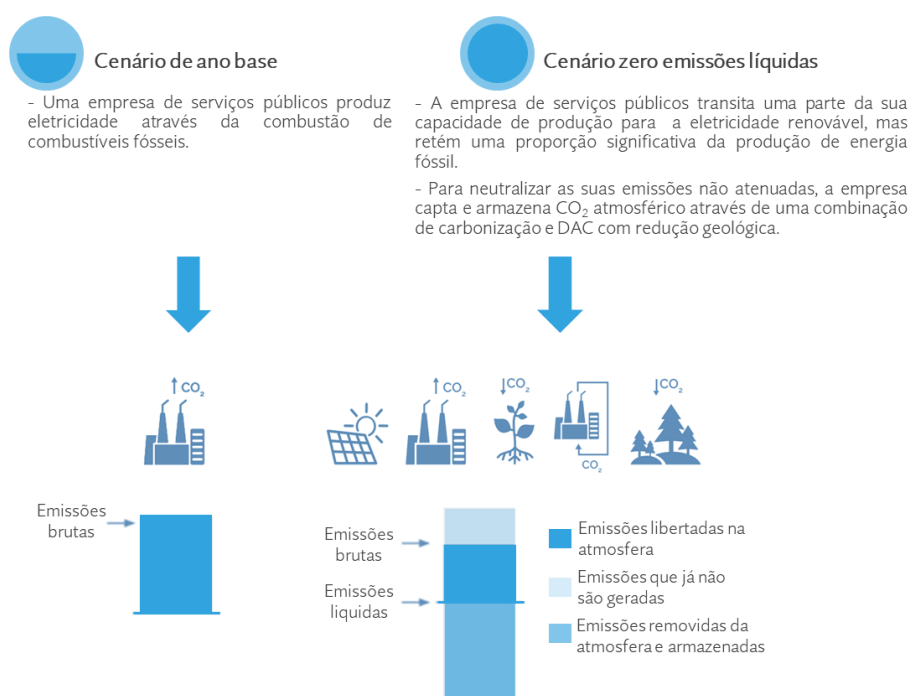 Cenário de ano base
- Uma empresa de serviços públicos produz
eletricidade através da combustão de
combustíveis fósseis.
Cenário zero emissões líquidas
- A empresa de serviços públicos transita uma parte da sua
capacidade de produção para a eletricidade renovável, mas
retém uma proporção significativa da produção de energia
fóssil.
- Para neutralizar as suas emissões não atenuadas, a empresa
capta e armazena CO₂ atmosférico através de uma combinação
de carbonização e DAC com redução geológica.
CO₂
CO₂
CO₂
CO₂
CO₂
Emissões
brutas
Emissões
brutas
Emissões
liquidas
Emissões libertadas na
atmosfera
Emissões que já não
são geradas
Emissões removidas da
atmosfera e armazenadas